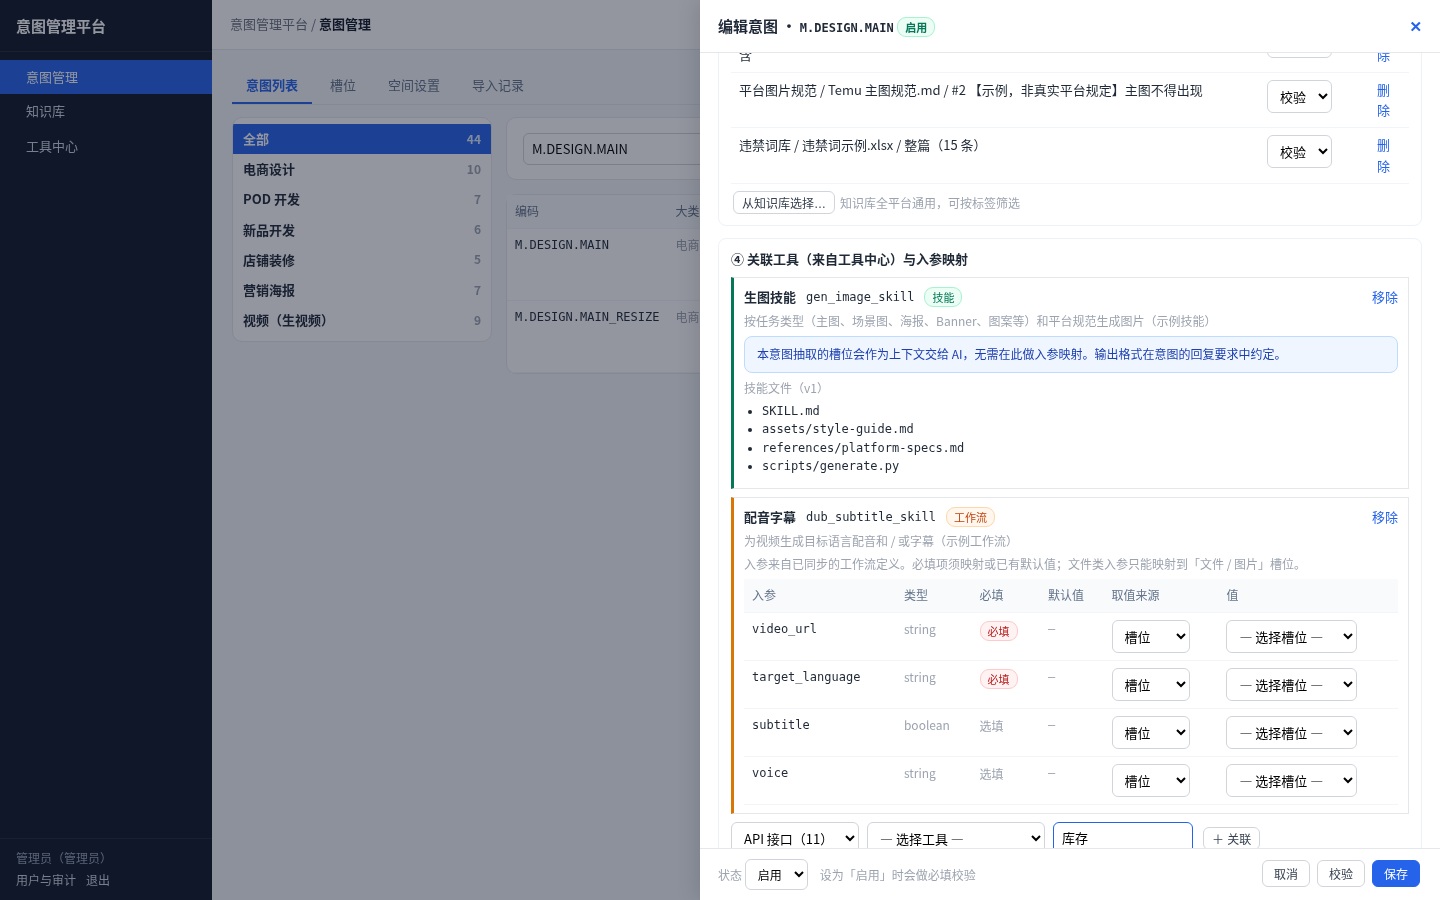 意图管理平台
意图管理
知识库
工具中心
管理员（管理员）
用户与审计 退出
意图管理平台 / 意图管理
意图列表 槽位 空间设置 导入记录
全部 44
电商设计 10
POD 开发 7
新品开发 6
店铺装修 5
营销海报 7
视频（生视频） 9
M.DESIGN.MAIN
编码 大类
M.DESIGN.MAIN 电商
M.DESIGN.MAIN_RESIZE 电商
编辑意图 · M.DESIGN.MAIN 启用 ×
含 除
平台图片规范 / Temu 主图规范.md / #2 【示例，非真实平台规定】主图不得出现 校验 删除
违禁词库 / 违禁词示例.xlsx / 整篇（15 条） 校验 删除
从知识库选择… 知识库全平台通用，可按标签筛选
④ 关联工具（来自工具中心）与入参映射
生图技能 gen_image_skill 技能 移除
按任务类型（主图、场景图、海报、Banner、图案等）和平台规范生成图片（示例技能）
本意图抽取的槽位会作为上下文交给 AI，无需在此做入参映射。输出格式在意图的回复要求中约定。
技能文件（v1）
• SKILL.md
• assets/style-guide.md
• references/platform-specs.md
• scripts/generate.py
配音字幕 dub_subtitle_skill 工作流 移除
为视频生成目标语言配音和 / 或字幕（示例工作流）
入参来自已同步的工作流定义。必填项须映射或已有默认值；文件类入参只能映射到「文件 / 图片」槽位。
入参 类型 必填 默认值 取值来源 值
video_url string 必填 — 槽位 — 选择槽位 —
target_language string 必填 — 槽位 — 选择槽位 —
subtitle boolean 选填 — 槽位 — 选择槽位 —
voice string 选填 — 槽位 — 选择槽位 —
API 接口（11） — 选择工具 — 库存 ＋ 关联
状态 启用 设为「启用」时会做必填校验 取消 校验 保存